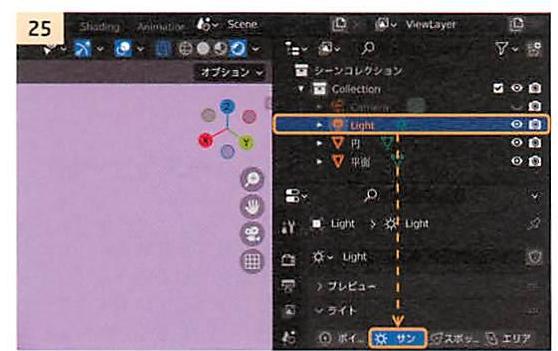 25
Shading Animation Scene ViewLayer
オプション
シーンコレクション
Collection
Camera
Light
円
平面
Z
X
Y
Light > Light
Light
プレビュー
ライト
ポイ... サン スポッ... エリア